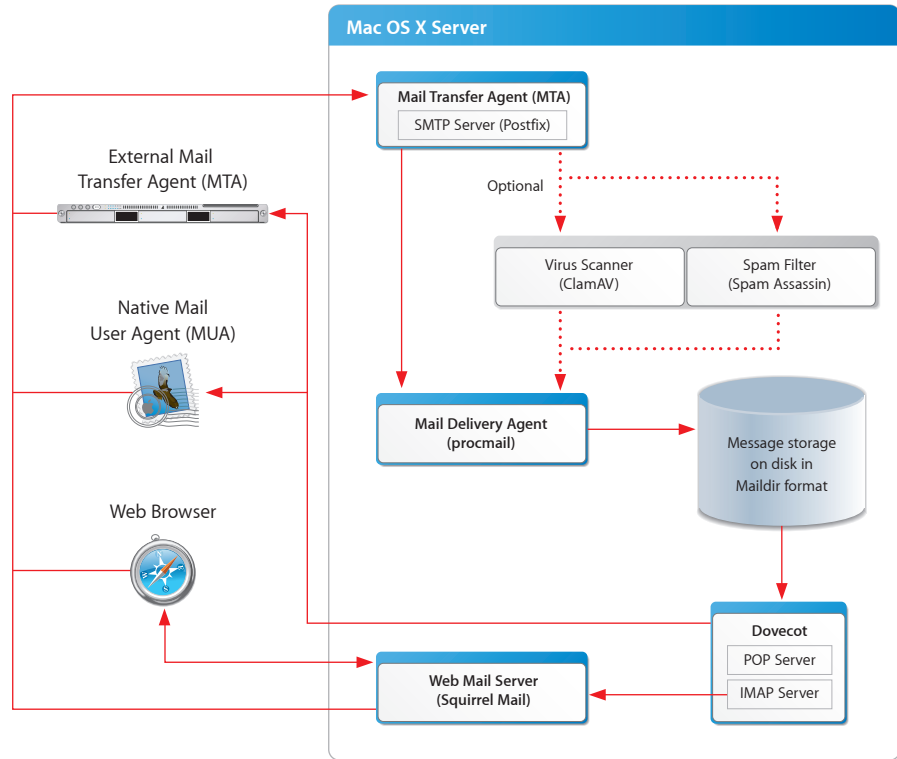 Mac OS X Server
Mail Transfer Agent (MTA)
SMTP Server (Postfix)
External Mail
Transfer Agent (MTA)
Optional
Virus Scanner
(ClamAV)
Spam Filter
(Spam Assassin)
Native Mail
User Agent (MUA)
Mail Delivery Agent
(procmail)
Message storage
on disk in
Maildir format
Web Browser
Dovecot
POP Server
IMAP Server
Web Mail Server
(Squirrel Mail)